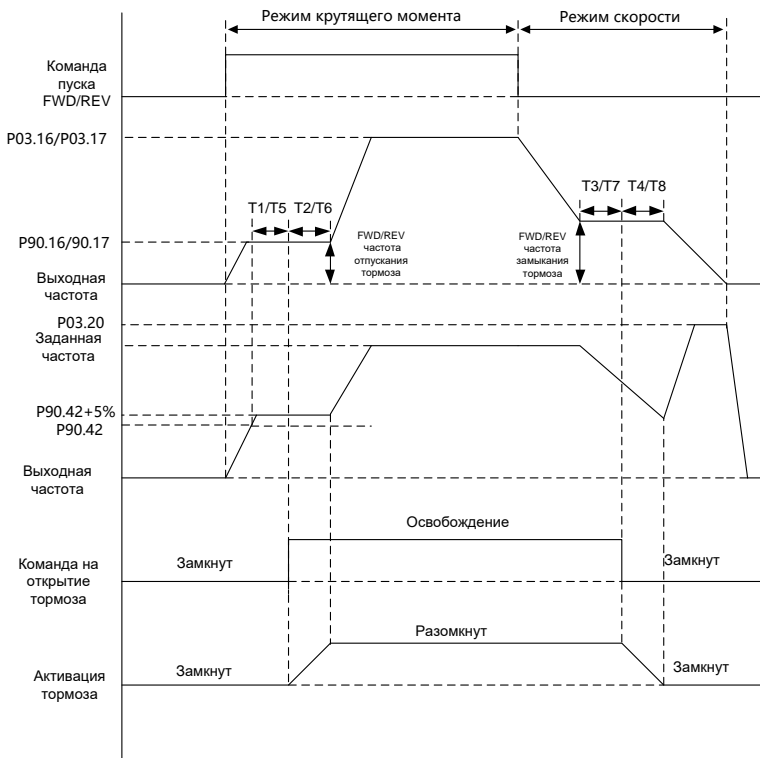 Режим крутящего момента
Режим скорости
Команда
пуска
FWD/REV
P03.16/P03.17
T1/T5
T2/T6
T3/T7
T4/T8
P90.16/90.17
FWD/REV
частота
отпускания
тормоза
FWD/REV
частота
замыкания
тормоза
Выходная
частота
P03.20
Заданная
частота
P90.42+5%
P90.42
Выходная
частота
Освобождение
Команда на
открытие
тормоза
Замкнут
Замкнут
Разомкнут
Активация
тормоза
Замкнут
Замкнут